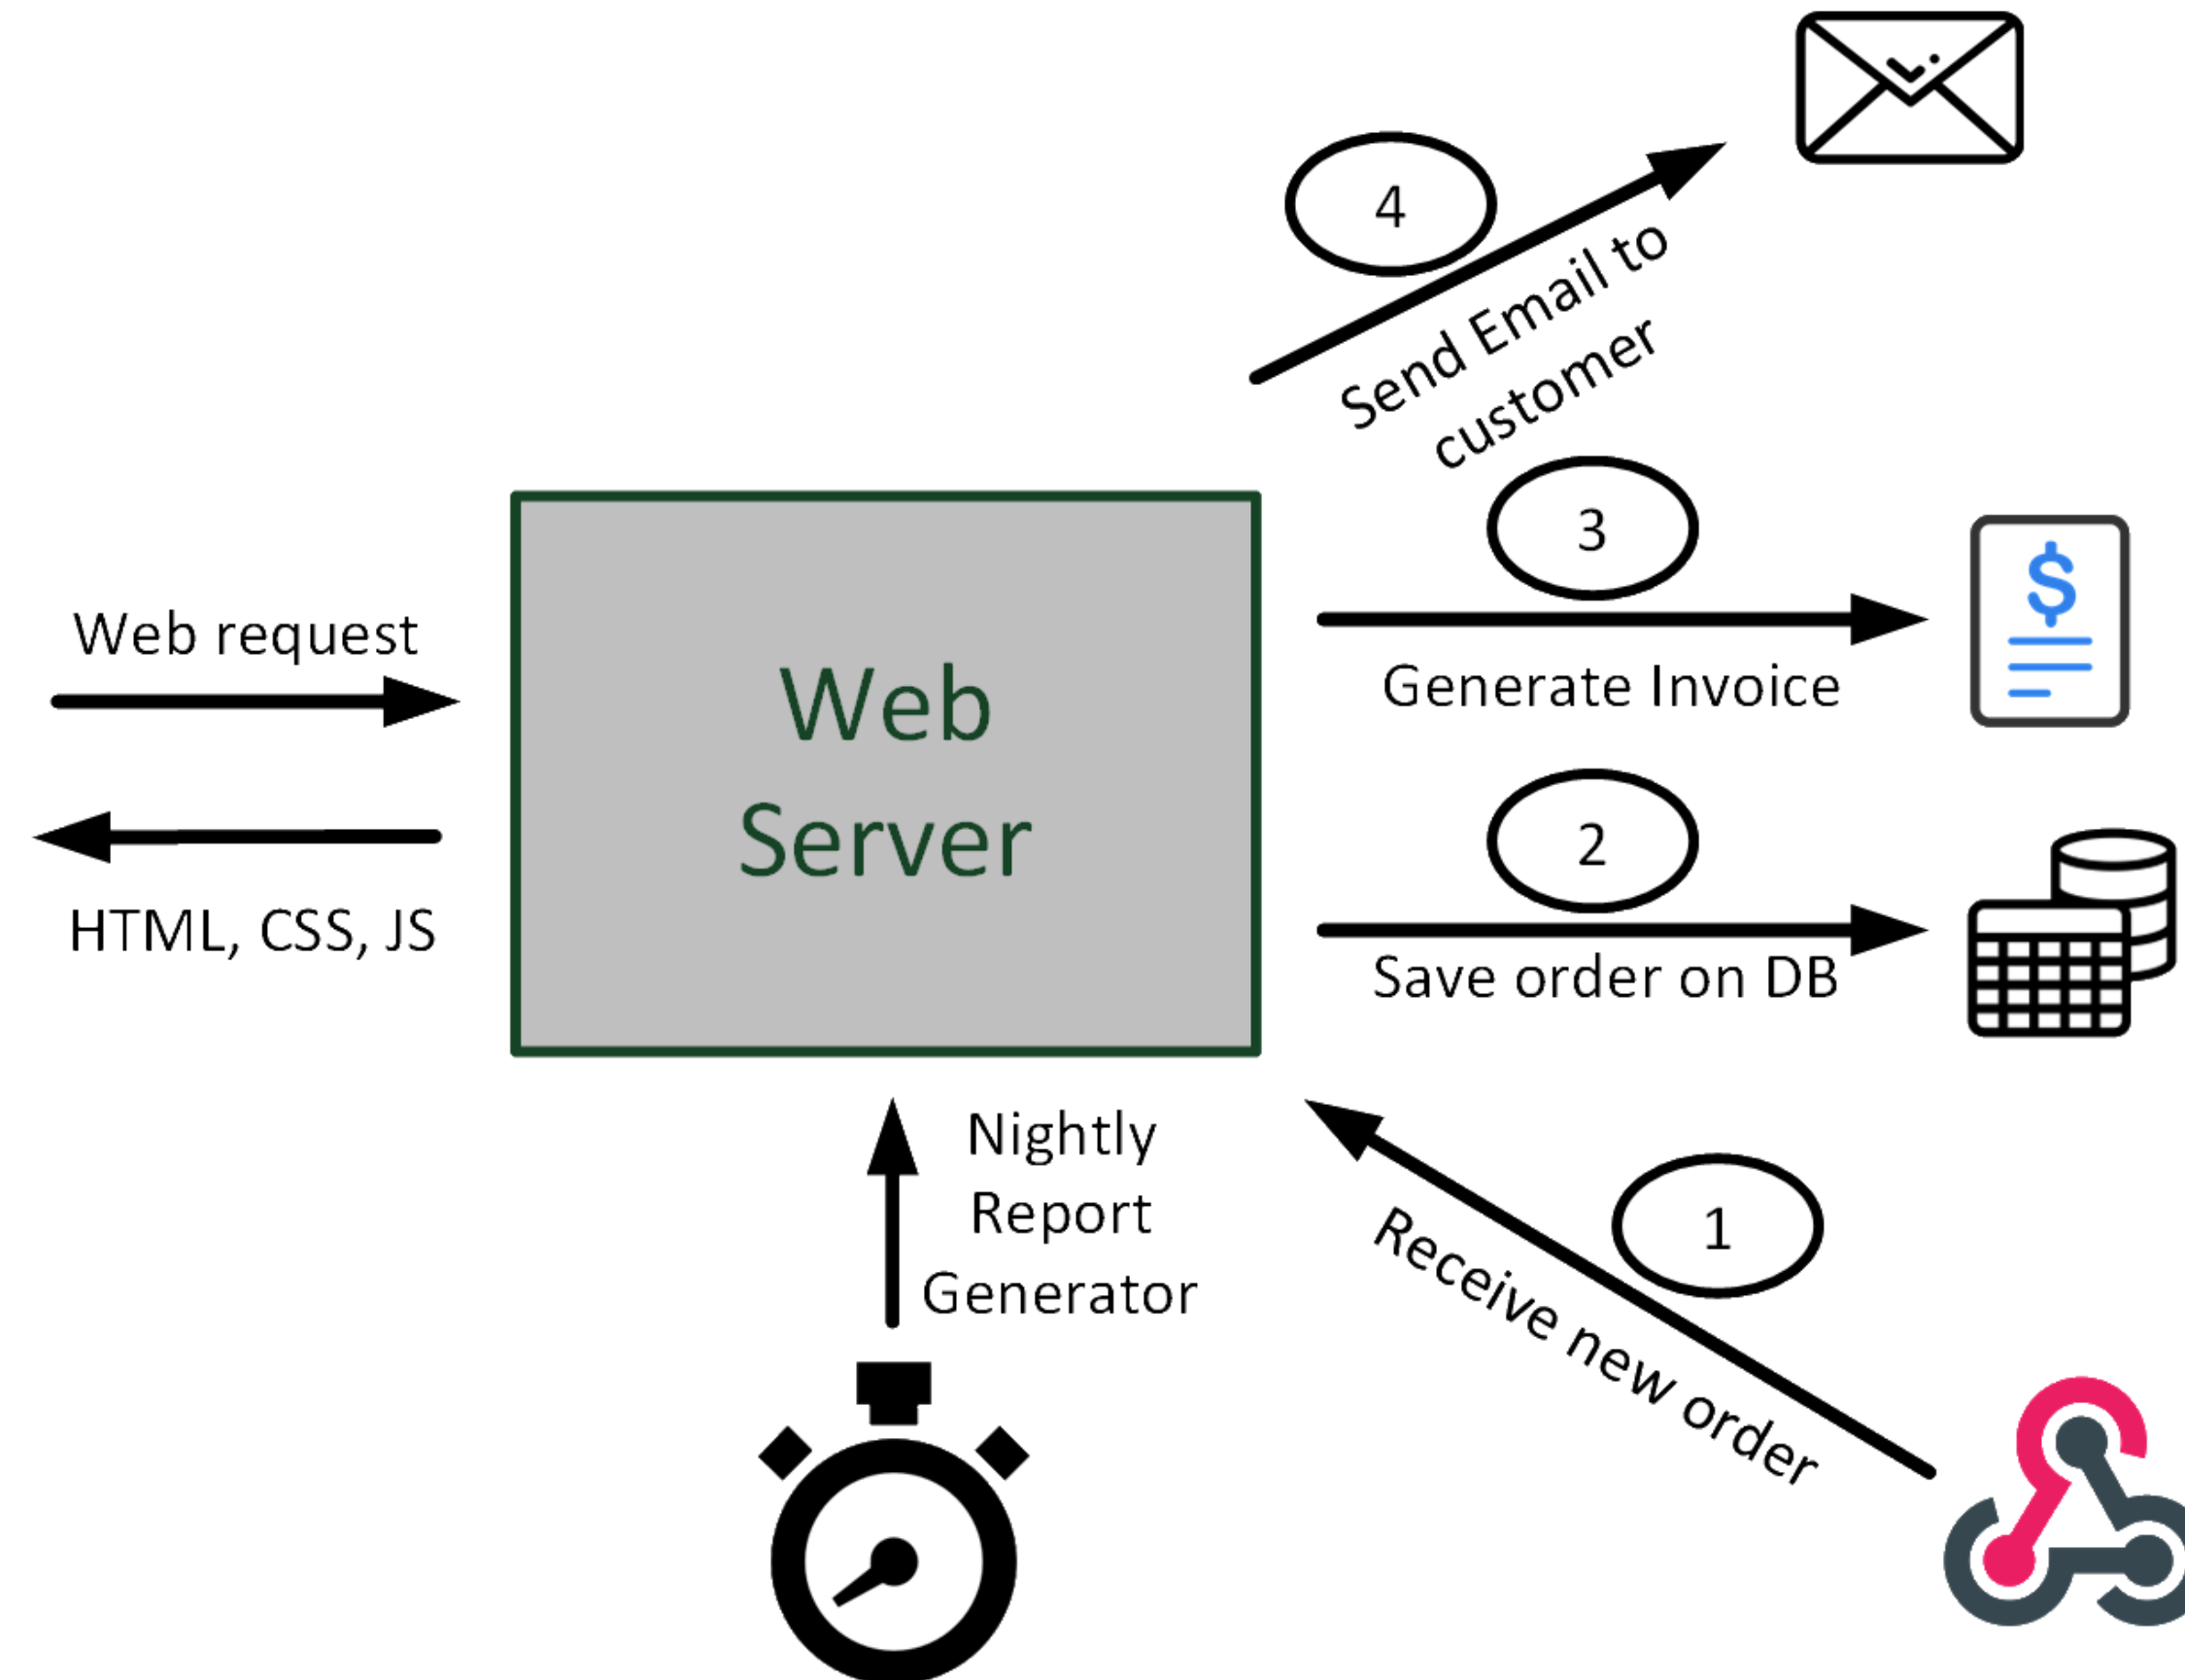 4
Send Email to
customer
3
Generate Invoice
Web request
HTML, CSS, JS
Web
Server
2
Save order on DB
Nightly
Report
Generator
1
Receive new order
$